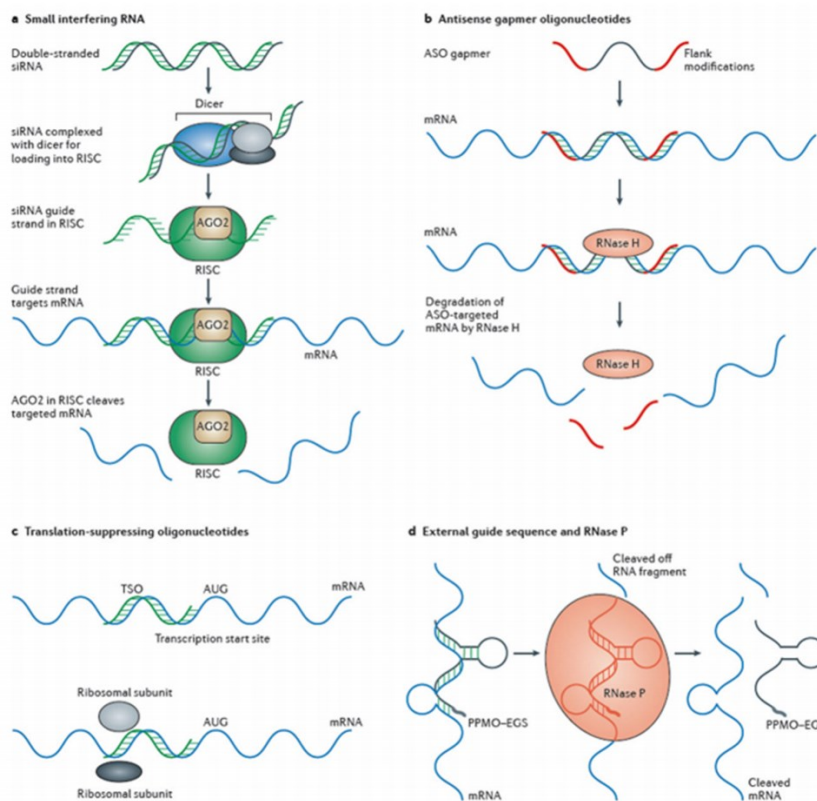 a Small interfering RNA
Double-stranded
siRNA
Dicer
siRNA complexed
with dicer for
loading into RISC
siRNA guide
strand in RISC
AGO2
RISC
Guide strand
targets mRNA
AGO2
mRNA
RISC
AGO2 in RISC cleaves
targeted mRNA
AGO2
RISC
b Antisense gapmer oligonucleotides
ASO gapmer
Flank
modifications
mRNA
mRNA
RNase H
Degradation of
ASO-targeted
mRNA by RNase H
RNase H
c Translation-suppressing oligonucleotides
TSO
AUG
mRNA
Transcription start site
Ribosomal subunit
AUG
mRNA
Ribosomal subunit
d External guide sequence and RNase P
Cleaved off
RNA fragment
RNase P
PPMO–EGS
mRNA
PPMO–EG
Cleaved
mRNA